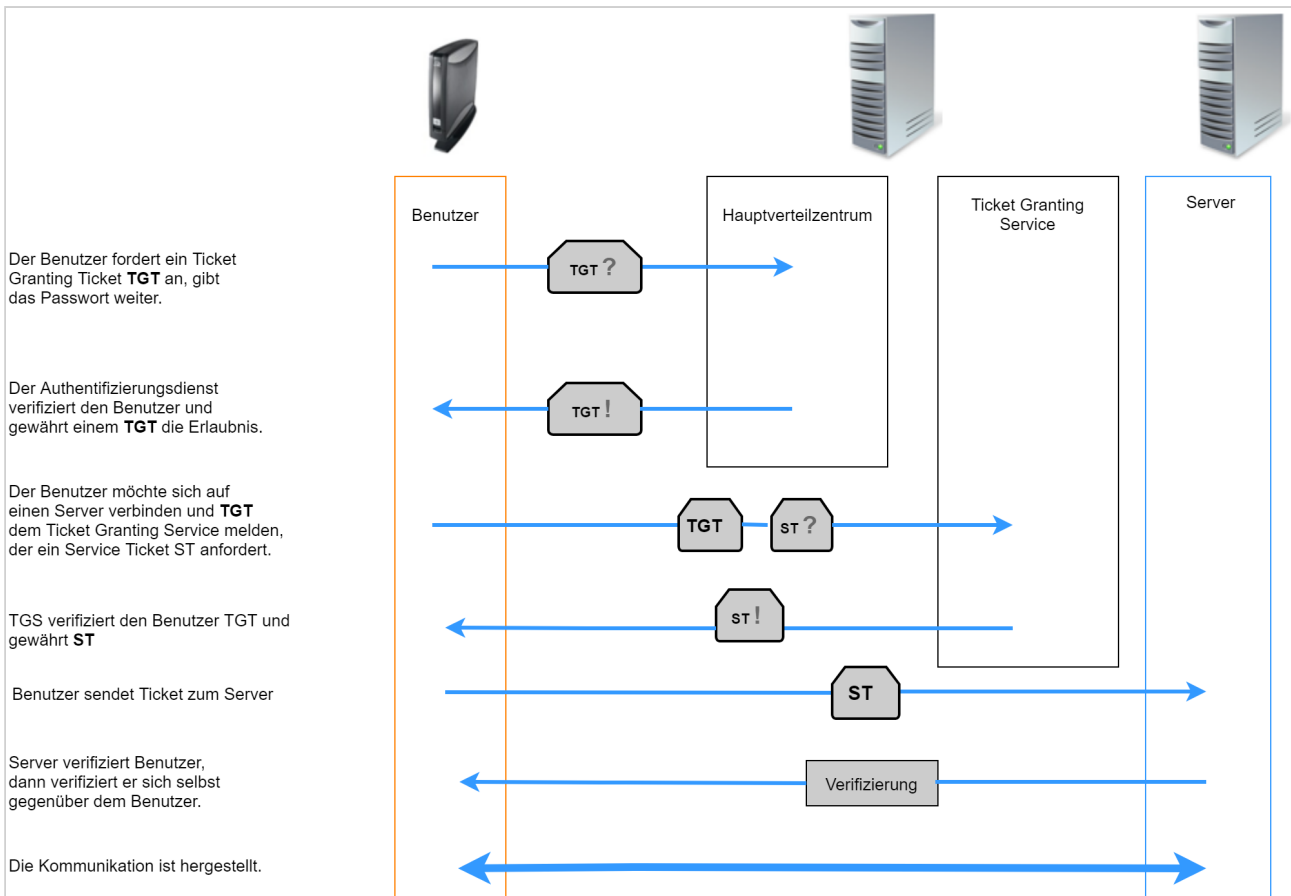 Benutzer
Hauptverteilzentrum
Ticket Granting
Service
Server
Der Benutzer fordert ein Ticket
Granting Ticket TGT an, gibt
das Passwort weiter.
TGT ?
Der Authentifizierungsdienst
verifiziert den Benutzer und
gewährt einem TGT die Erlaubnis.
TGT !
Der Benutzer möchte sich auf
einen Server verbinden und TGT
dem Ticket Granting Service melden,
der ein Service Ticket ST anfordert.
TGT
ST ?
TGS verifiziert den Benutzer TGT und
gewährt ST
ST !
Benutzer sendet Ticket zum Server
ST
Server verifiziert Benutzer,
dann verifiziert er sich selbst
gegenüber dem Benutzer.
Verifizierung
Die Kommunikation ist hergestellt.